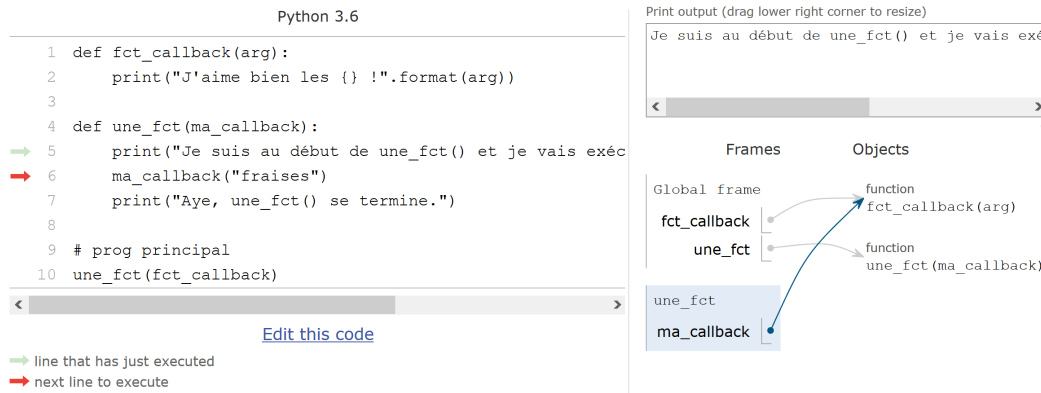 Python 3.6
1 def fct_callback(arg):
2     print("J'aime bien les {} !".format(arg))
3
4 def une_fct(ma_callback):
5     print("Je suis au début de une_fct() et je vais exéc
6     ma_callback("fraises")
7     print("Aye, une_fct() se termine.")
8
9 # prog principal
10 une_fct(fct_callback)
Edit this code
line that has just executed
next line to execute
Print output (drag lower right corner to resize)
Je suis au début de une_fct() et je vais exé
Frames
Objects
Global frame
fct_callback
une_fct
function
fct_callback(arg)
function
une_fct(ma_callback)
une_fct
ma_callback